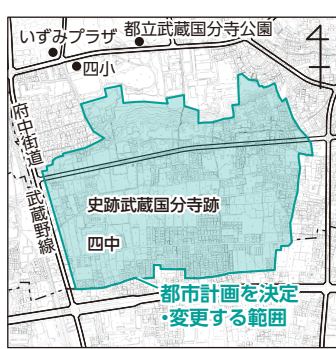 いずみプラザ
都立武蔵国分寺公園
四小
府中街道
武蔵野線
史跡武蔵国分寺跡
四中
都市計画を決定
・変更する範囲